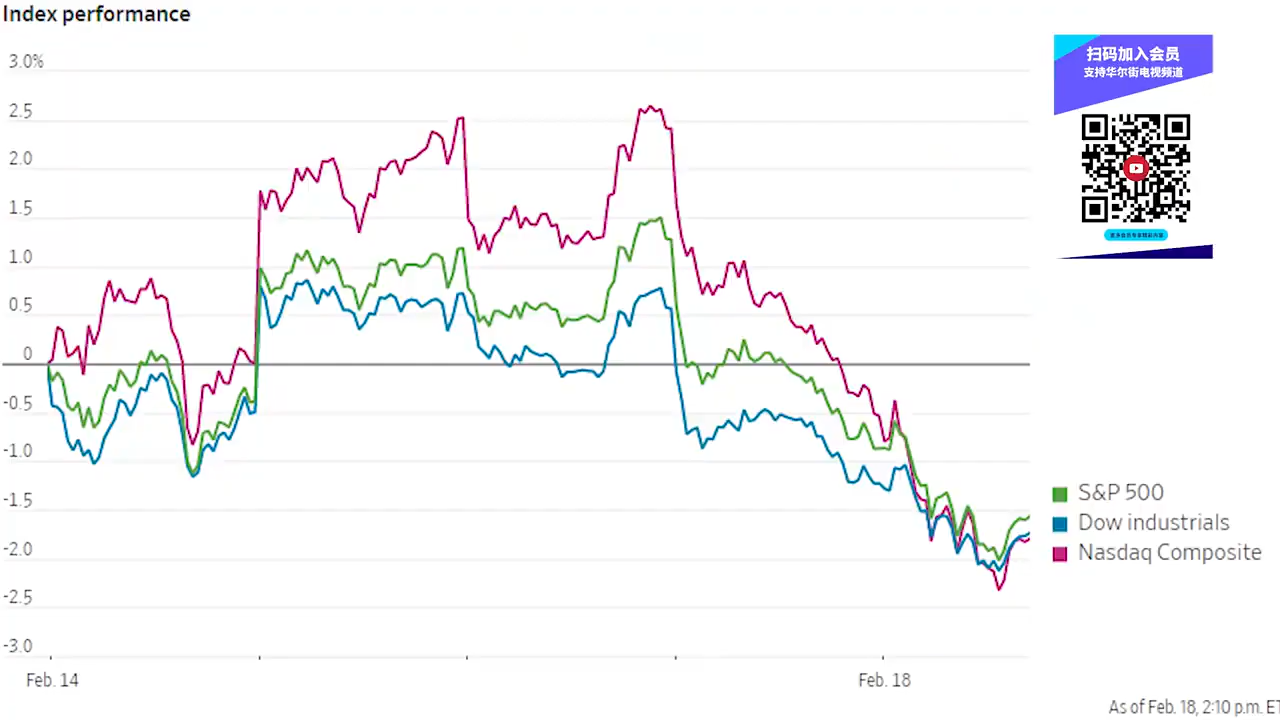 Index performance
3.0%
2.5
2.0
1.5
1.0
0.5
0
-0.5
-1.0
-1.5
-2.0
-2.5
-3.0
Feb. 14
Feb. 18
扫码加入会员
支持华尔街电视频道
S&P 500
Dow industrials
Nasdaq Composite
As of Feb. 18, 2:10 p.m. ET